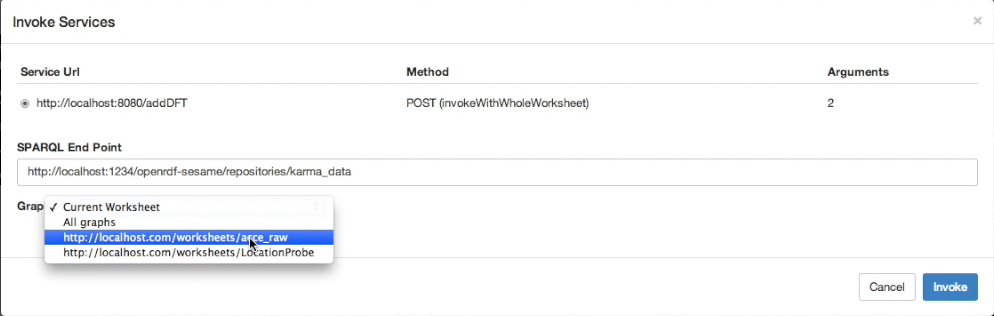 Invoke Services ×
Service Url Method Arguments
http://localhost:8080/addDFT POST (invokeWithWholeWorksheet) 2
SPARQL End Point
http://localhost:1234/openrdf-sesame/repositories/karma_data
Grap ✓ Current Worksheet
All graphs
http://localhost.com/worksheets/acce_raw
http://localhost.com/worksheets/LocationProbe
Cancel Invoke